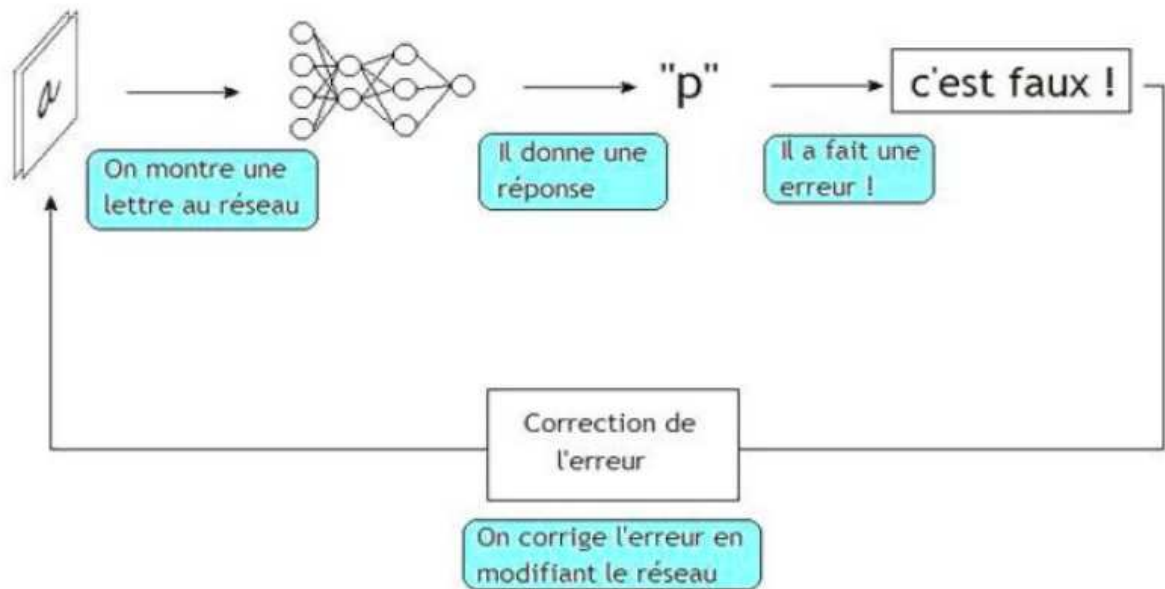 a
"p"
c'est faux !
On montre une
lettre au réseau
Il donne une
réponse
Il a fait une
erreur !
Correction de
l'erreur
On corrige l'erreur en
modifiant le réseau